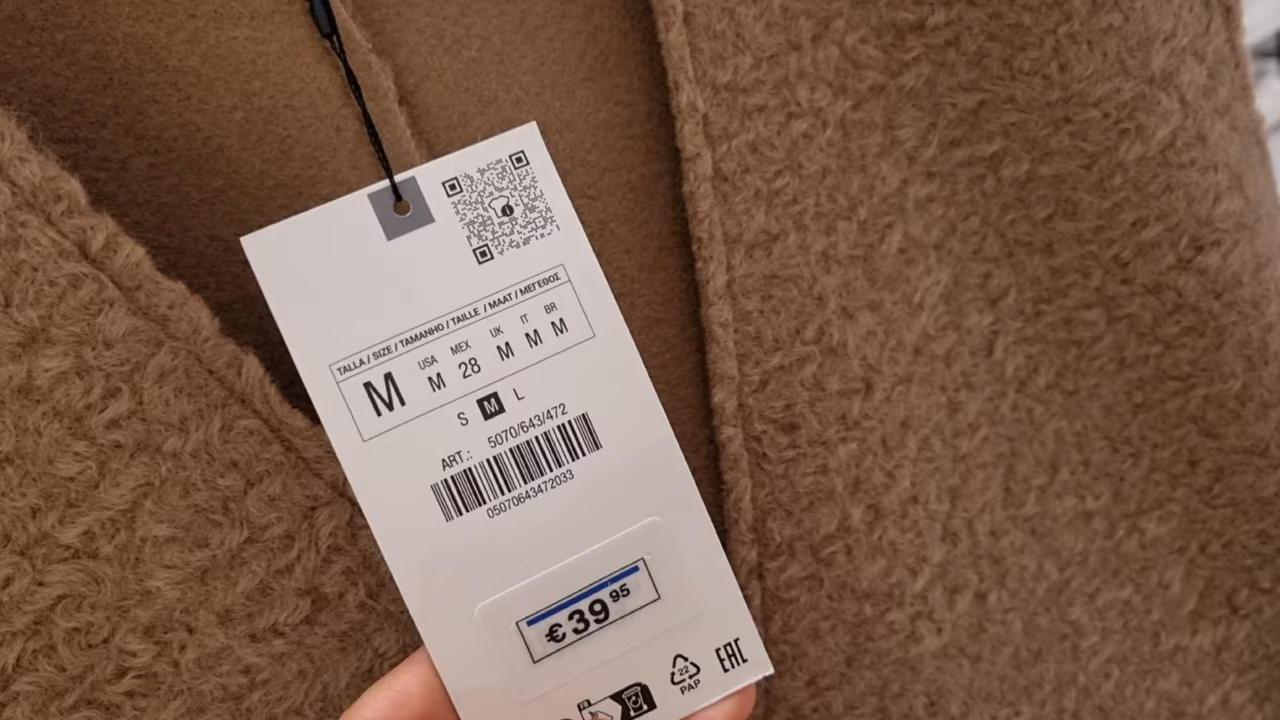 TALLA / SIZE / TAMANHO / TAILLE / MAAT / ΜΕΓΕΘΟΣ
USA MEX UK IT BR
M M 28 M M M
S M L
ART.: 5070/643/472
05070643472033
€ 39 95
22
PAP
EAC
FR